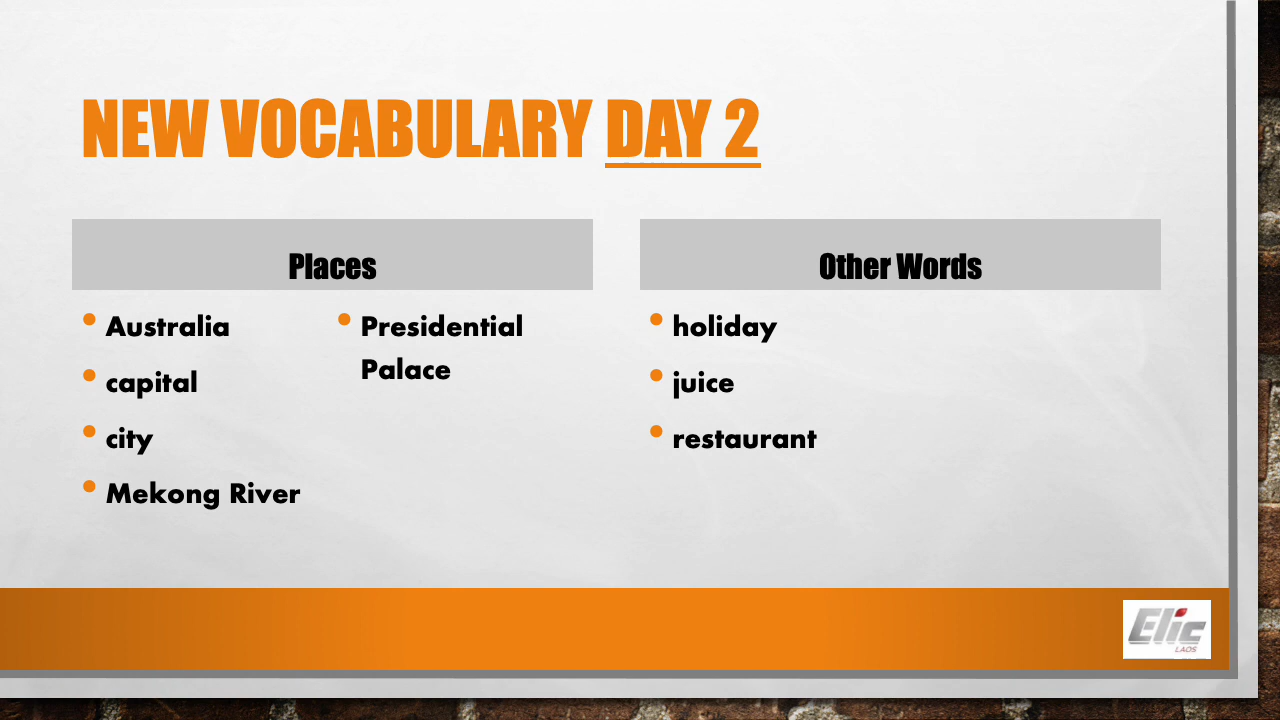 NEW VOCABULARY DAY 2
Places
Australia
capital
city
Mekong River
Presidential
Palace
Other Words
holiday
juice
restaurant
Elic
LAOS